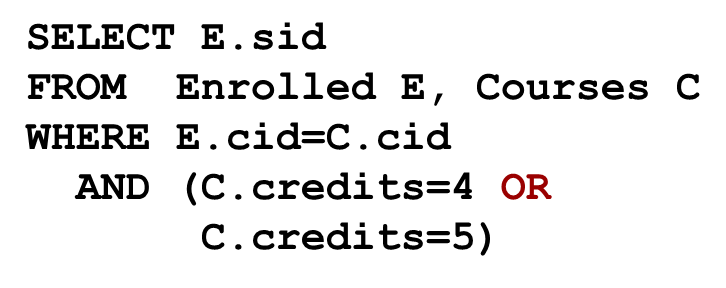 SELECT E.sid
FROM  Enrolled E, Courses C
WHERE E.cid=C.cid
  AND (C.credits=4 OR
       C.credits=5)